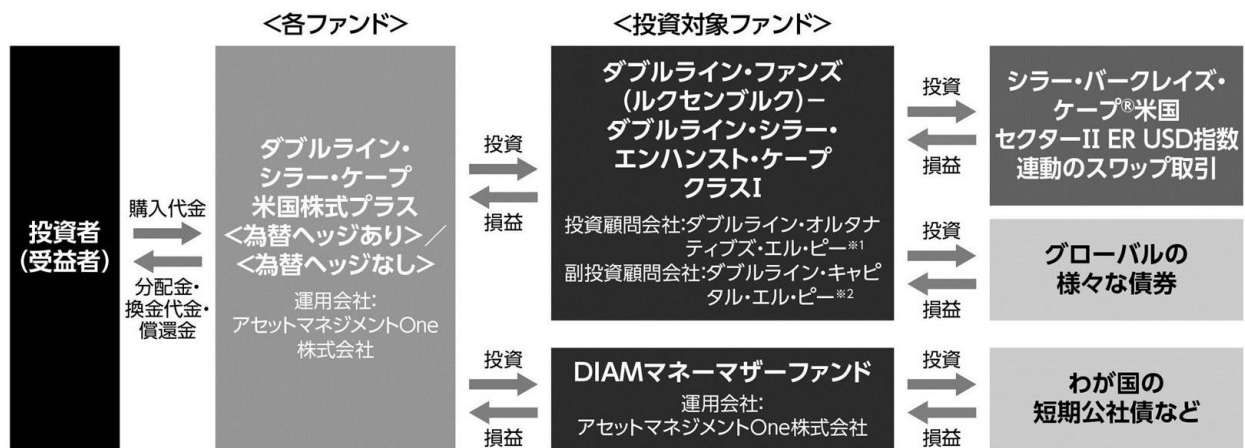 <各ファンド>
<投資対象ファンド>
投資者
(受益者)
購入代金
分配金・
換金代金・
償還金
ダブルライン・
シラー・ケープ
米国株式プラス
<為替ヘッジあり>／
<為替ヘッジなし>
運用会社:
アセットマネジメントOne
株式会社
投資
損益
ダブルライン・ファンズ
(ルクセンブルク)－
ダブルライン・シラー・
エンハンスト・ケープ
クラスI
投資顧問会社:ダブルライン・オルタナ
ティブズ・エル・ピー※1
副投資顧問会社:ダブルライン・キャピ
タル・エル・ピー※2
投資
損益
シラー・バークレイズ・
ケープ®米国
セクターII ER USD指数
連動のスワップ取引
投資
損益
グローバルの
様々な債券
投資
損益
DIAMマネーマザーファンド
運用会社:
アセットマネジメントOne株式会社
投資
損益
わが国の
短期公社債など